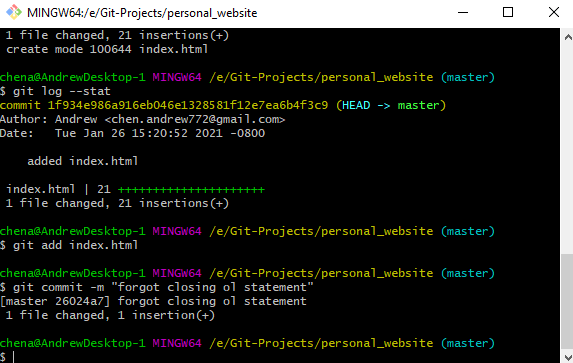 MINGW64:/e/Git-Projects/personal_website
1 file changed, 21 insertions(+)
create mode 100644 index.html
chena@AndrewDesktop-1 MINGW64 /e/Git-Projects/personal_website (master)
$ git log --stat
commit 1f934e986a916eb046e1328581f12e7ea6b4f3c9 (HEAD -> master)
Author: Andrew <chen.andrew772@gmail.com>
Date:   Tue Jan 26 15:20:52 2021 -0800
added index.html
index.html | 21 +++++++++++++++++++++
1 file changed, 21 insertions(+)
chena@AndrewDesktop-1 MINGW64 /e/Git-Projects/personal_website (master)
$ git add index.html
chena@AndrewDesktop-1 MINGW64 /e/Git-Projects/personal_website (master)
$ git commit -m "forgot closing ol statement"
[master 26024a7] forgot closing ol statement
1 file changed, 1 insertion(+)
chena@AndrewDesktop-1 MINGW64 /e/Git-Projects/personal_website (master)
$